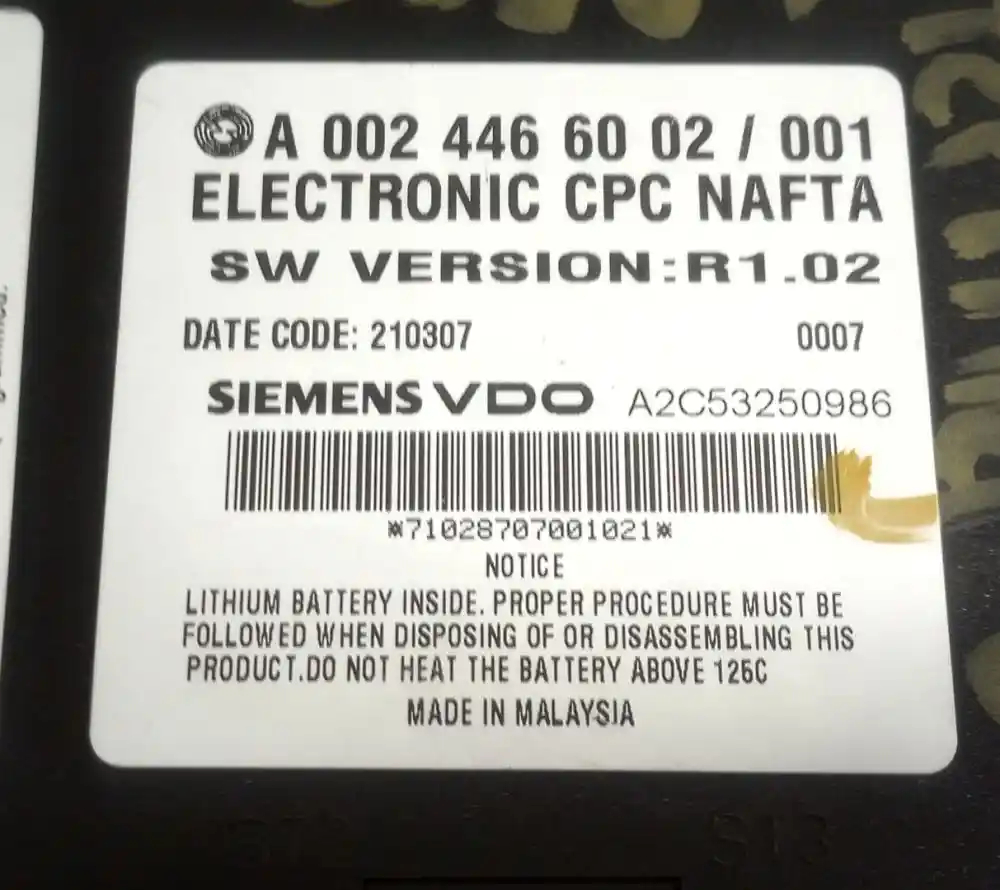 A 002 446 60 02 / 001
ELECTRONIC CPC NAFTA
SW VERSION:R1.02
DATE CODE: 210307 0007
SIEMENS VDO A2C53250986
*71028707001021*
NOTICE
LITHIUM BATTERY INSIDE. PROPER PROCEDURE MUST BE
FOLLOWED WHEN DISPOSING OF OR DISASSEMBLING THIS
PRODUCT.DO NOT HEAT THE BATTERY ABOVE 125C
MADE IN MALAYSIA